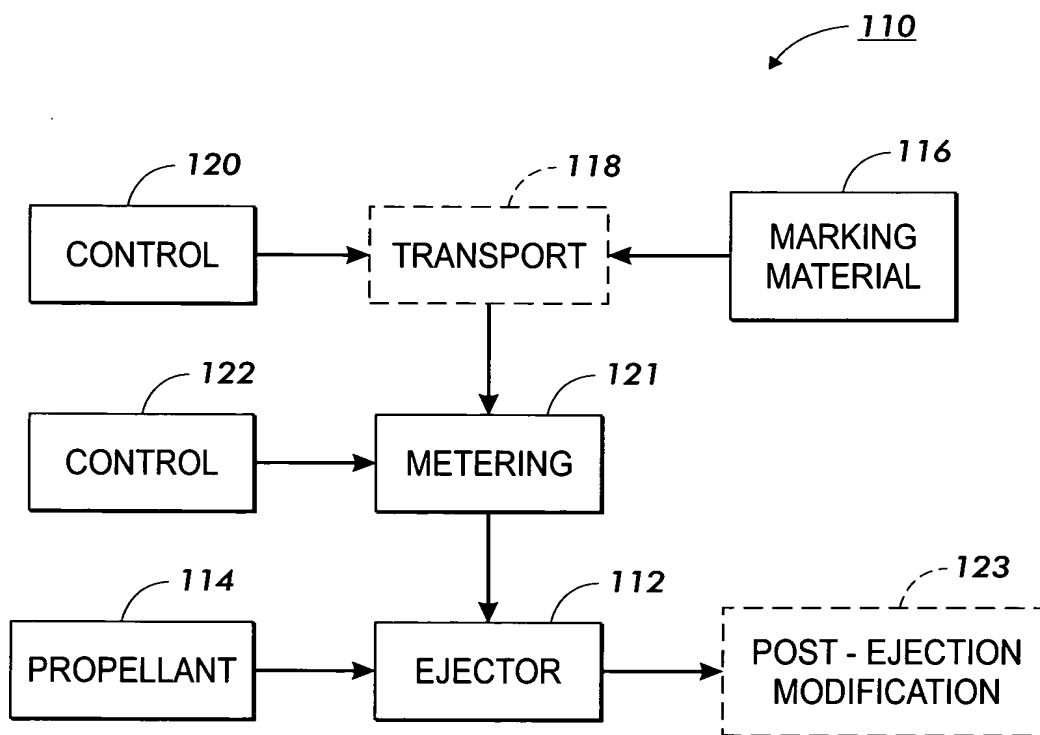 110
120
118
116
CONTROL
TRANSPORT
MARKING
MATERIAL
122
121
CONTROL
METERING
114
112
123
PROPELLANT
EJECTOR
POST - EJECTION
MODIFICATION